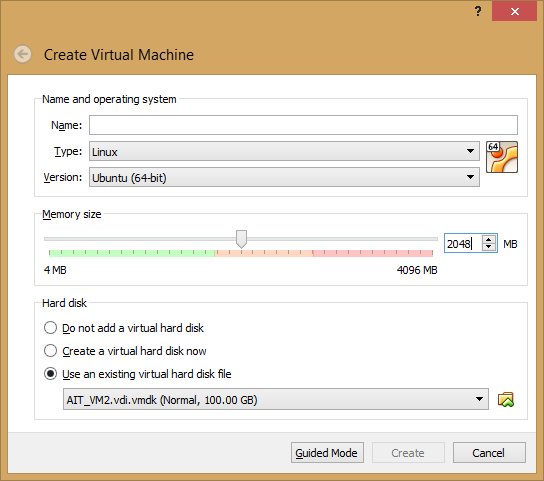 ?
Create Virtual Machine
Name and operating system
Name:
Type: Linux 64
Version: Ubuntu (64-bit)
Memory size
2048 MB
4 MB 4096 MB
Hard disk
Do not add a virtual hard disk
Create a virtual hard disk now
Use an existing virtual hard disk file
AIT_VM2.vdi.vmdk (Normal, 100.00 GB)
Guided Mode Create Cancel